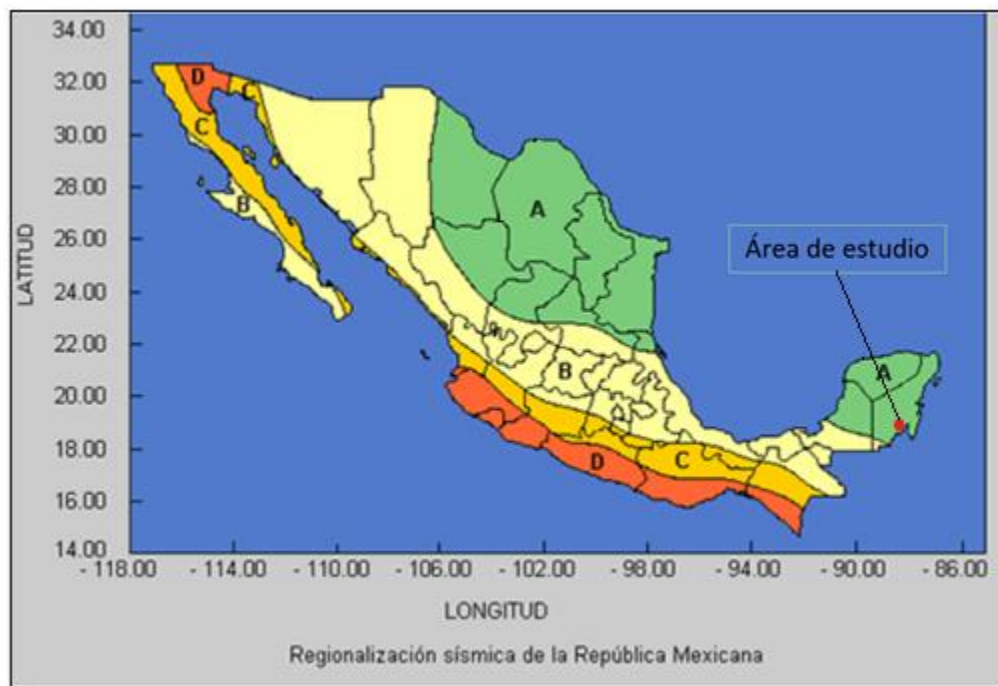 34.00
32.00
30.00
28.00
26.00
24.00
22.00
20.00
18.00
16.00
14.00
LATITUD
D
C
C
B
A
Área de estudio
A
B
C
D
- 118.00 - 114.00 - 110.00 - 106.00 - 102.00 - 98.00 - 94.00 - 90.00 - 86.00
LONGITUD
Regionalización sísmica de la República Mexicana